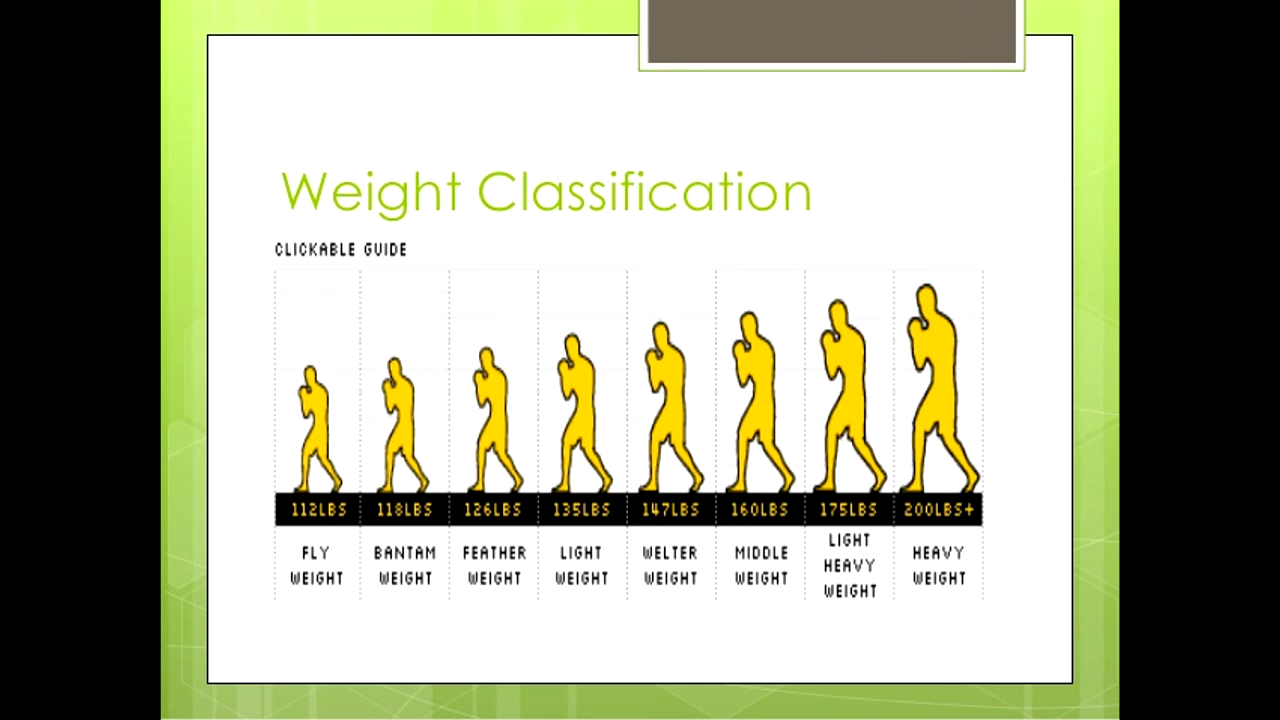 Weight Classification
CLICKABLE GUIDE
112LBS 118LBS 126LBS 135LBS 147LBS 160LBS 175LBS 200LBS+
FLY WEIGHT
BANTAM WEIGHT
FEATHER WEIGHT
LIGHT WEIGHT
WELTER WEIGHT
MIDDLE WEIGHT
LIGHT HEAVY WEIGHT
HEAVY WEIGHT